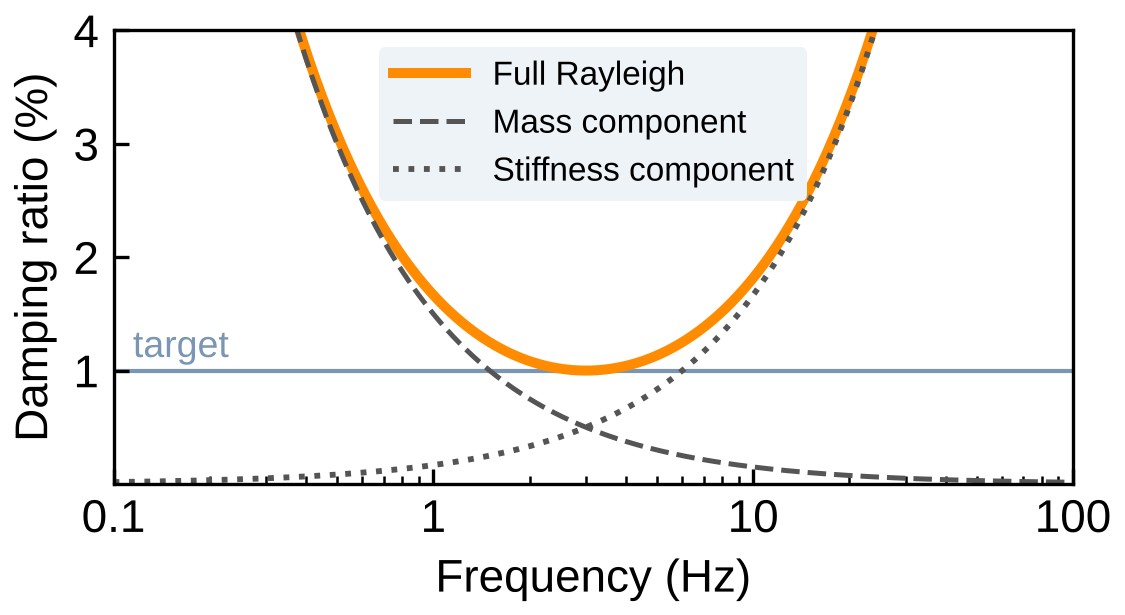 4
3
2
1
Damping ratio (%)
Full Rayleigh
Mass component
Stiffness component
target
0.1
1
10
100
Frequency (Hz)